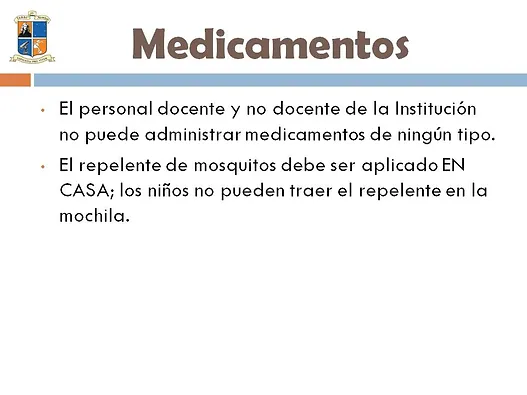 Medicamentos
• El personal docente y no docente de la Institución
no puede administrar medicamentos de ningún tipo.
• El repelente de mosquitos debe ser aplicado EN
CASA; los niños no pueden traer el repelente en la
mochila.